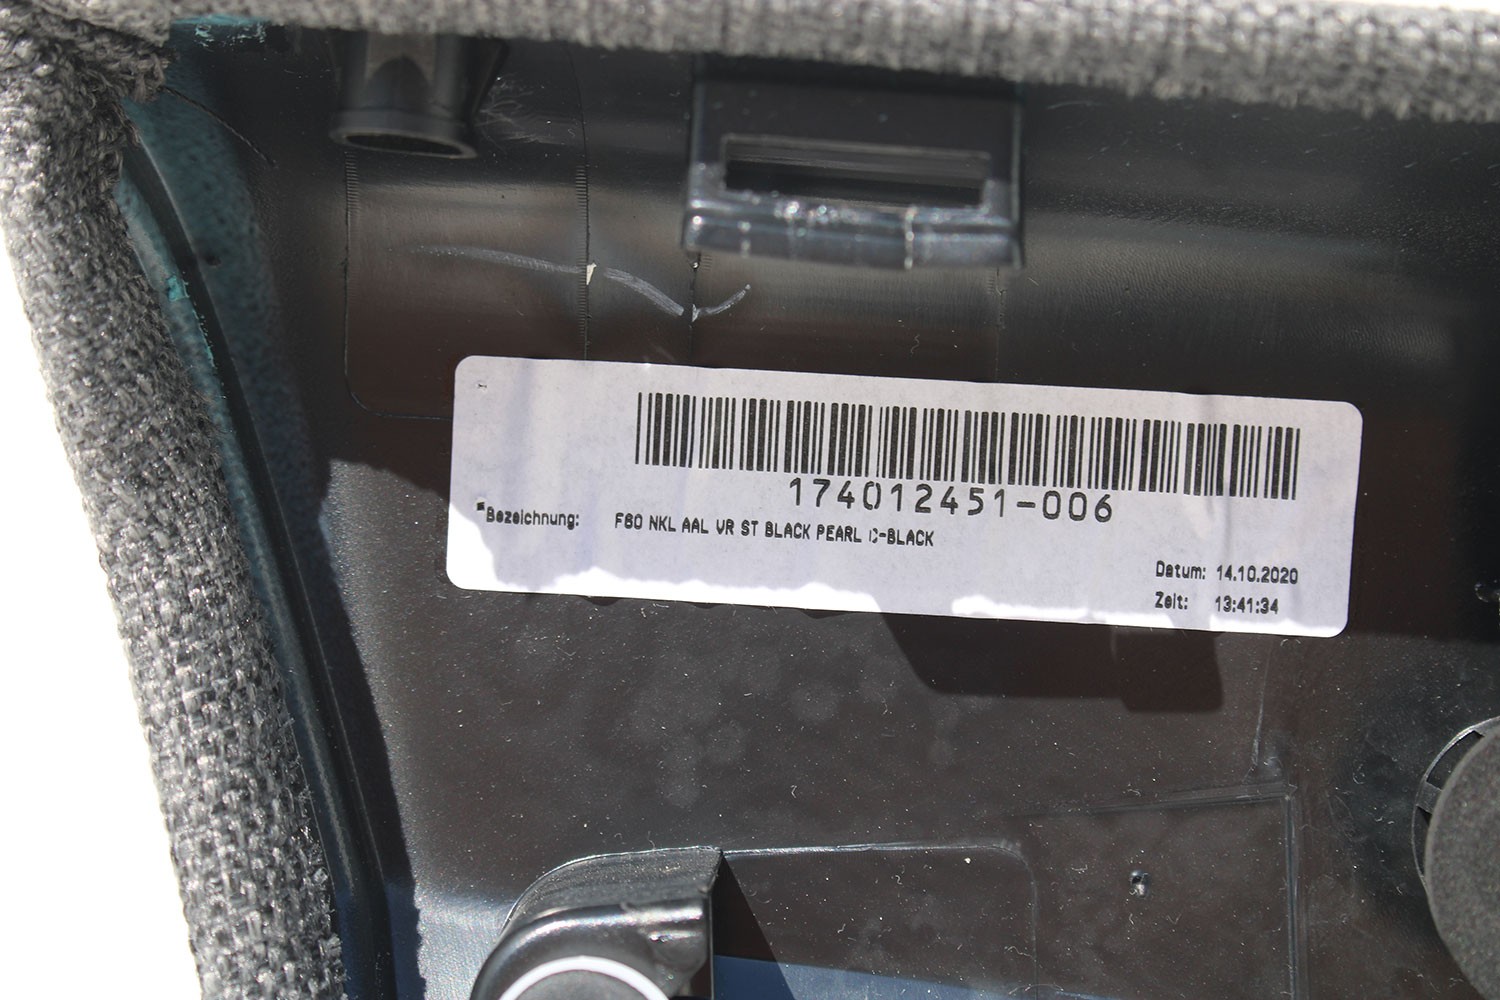 174012451-006
Bezeichnung: F60 NKL AAL VR ST BLACK PEARL C-BLACK
Datum: 14.10.2020
Zeit: 13:41:34